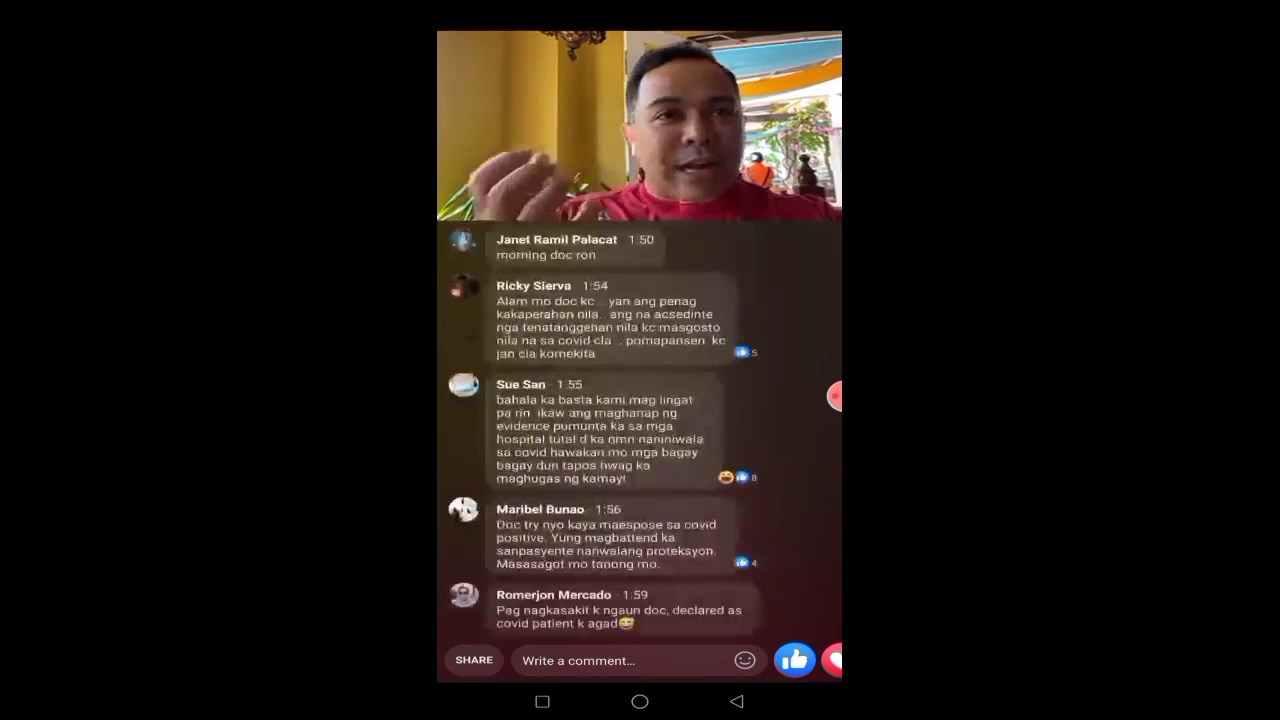 Janet Ramil Palacat 1:50
morning doc ron
Ricky Sierva 1:54
Alam mo doc kc... yan ang penag
kakaperahan nila.. ang na acsedinte
nga tenatanggehan nila kc masgosto
nila na sa covid cla .. pomapansen kc
jan cla komekita
5
Sue San 1:55
bahala ka basta kami mag lingat
pa rin ikaw ang maghanap ng
evidence pumunta ka sa mga
hospital tutal d ka nmn naniniwala
sa covid hawakan mo mga bagay
bagay dun tapos hwag ka
maghugas ng kamay!
8
Maribel Bunao 1:56
Doc try nyo kaya maespose sa covid
positive. Yung magbattend ka
sanpasyente nanwalang proteksyon.
Masasagot mo tanong mo.
4
Romerjon Mercado 1:59
Pag nagkasakit k ngaun doc, declared as
covid patient k agad😅
SHARE
Write a comment...